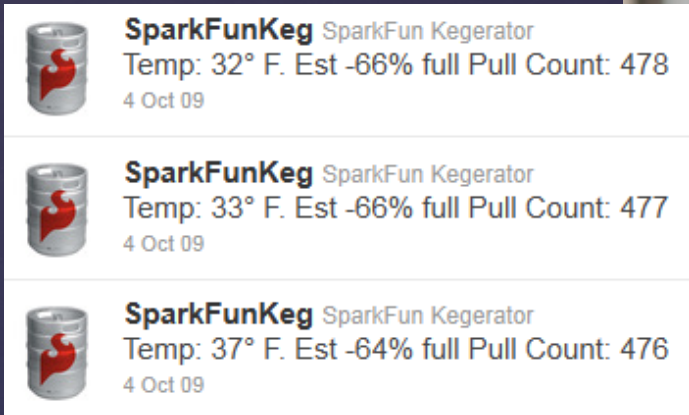 SparkFunKeg SparkFun Kegerator
Temp: 32° F. Est -66% full Pull Count: 478
4 Oct 09
SparkFunKeg SparkFun Kegerator
Temp: 33° F. Est -66% full Pull Count: 477
4 Oct 09
SparkFunKeg SparkFun Kegerator
Temp: 37° F. Est -64% full Pull Count: 476
4 Oct 09